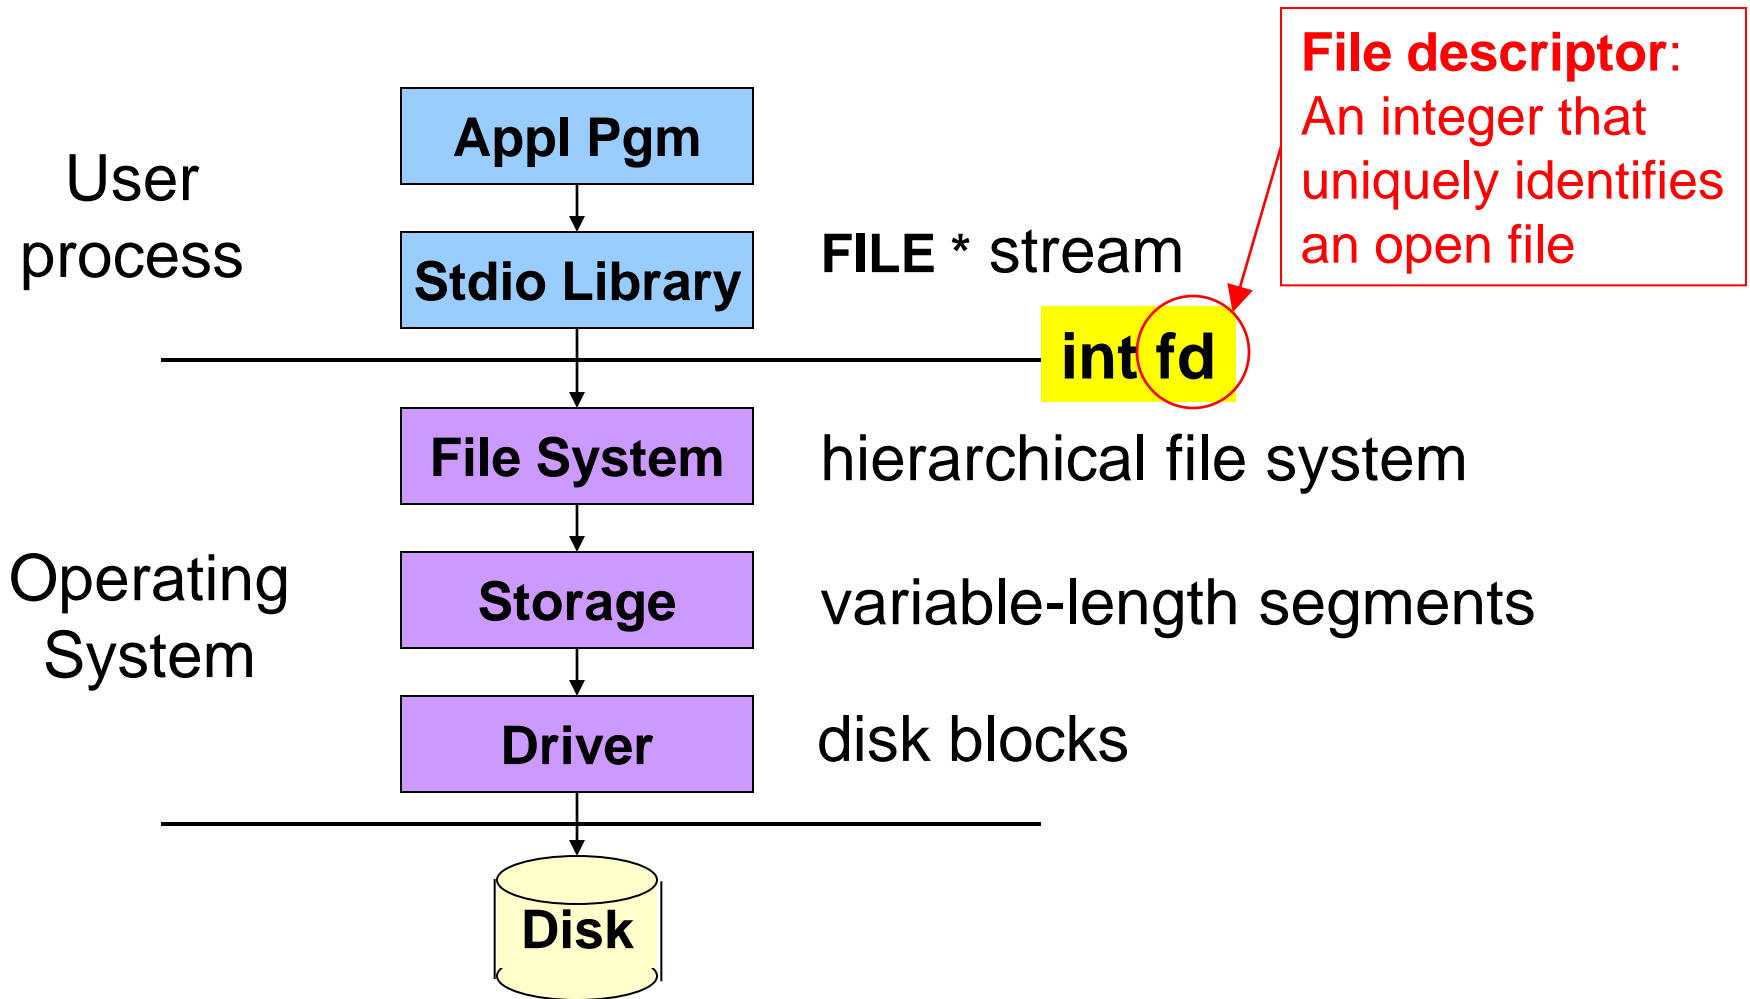 File descriptor:
An integer that
uniquely identifies
an open file
Appl Pgm
User
process
Stdio Library
FILE * stream
int fd
File System
hierarchical file system
Operating
System
Storage
variable-length segments
Driver
disk blocks
Disk